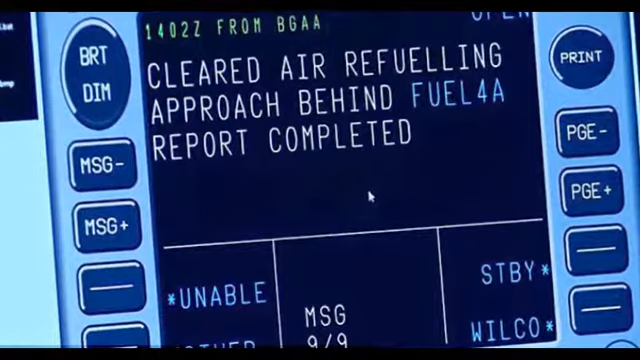 OPEN
1402Z FROM BGAA
BRT
DIM
PRINT
CLEARED AIR REFUELLING
APPROACH BEHIND FUEL4A
REPORT COMPLETED
MSG-
PGE-
MSG+
PGE+
*UNABLE
STBY*
MSG
9/9
WILCO*